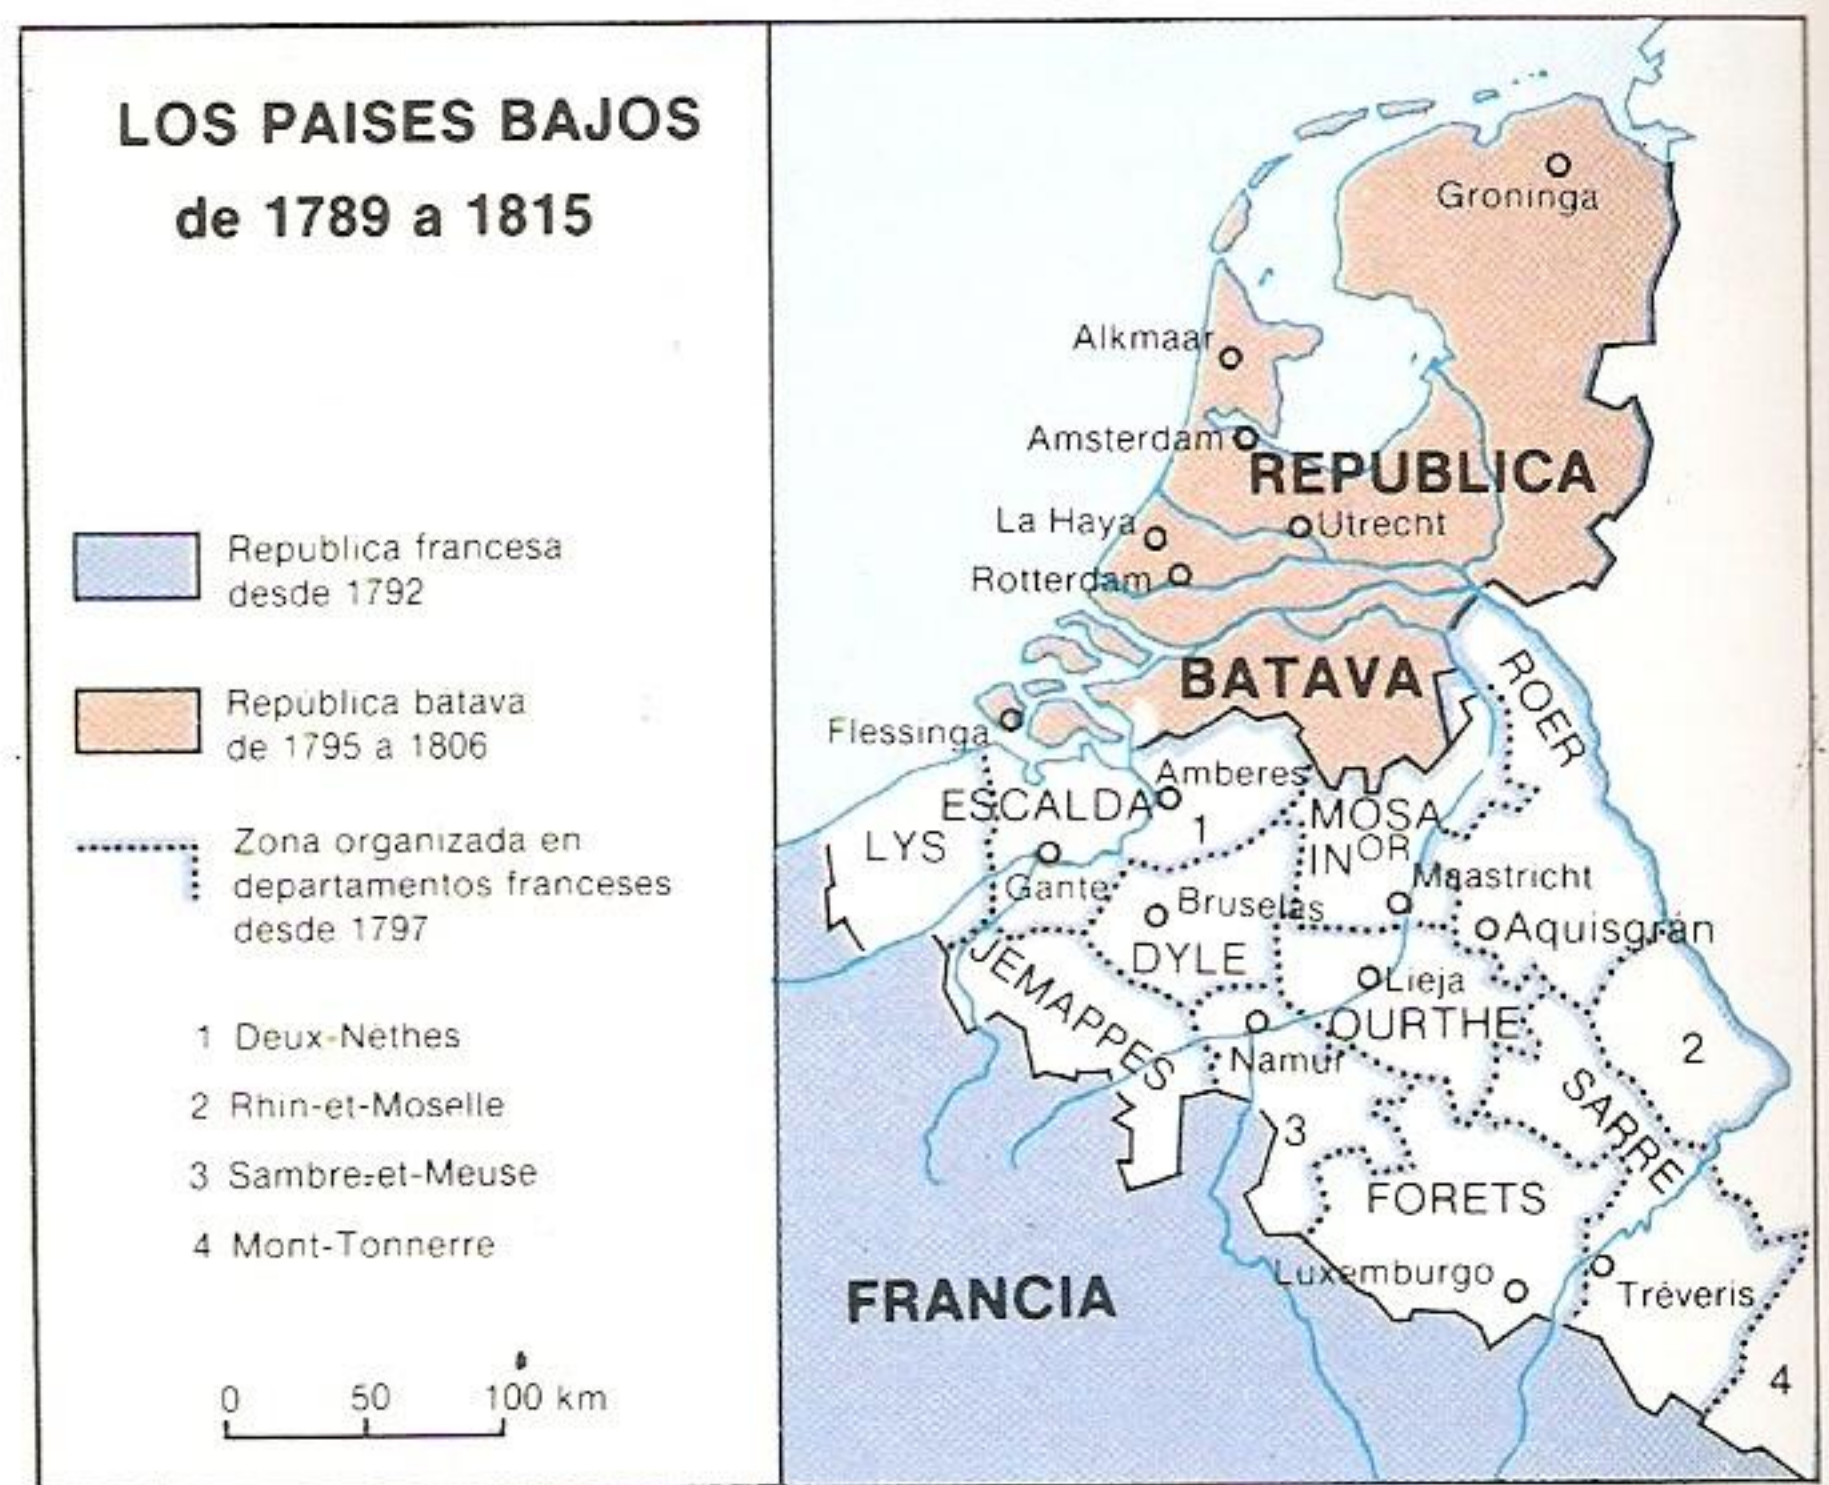 LOS PAISES BAJOS
de 1789 a 1815
Republica francesa
desde 1792
República batava
de 1795 a 1806
Zona organizada en
departamentos franceses
desde 1797
1 Deux-Nèthes
2 Rhin-et-Moselle
3 Sambre-et-Meuse
4 Mont-Tonnerre
0 50 100 km
Groninga
Alkmaar
Amsterdam
REPUBLICA
La Haya
Utrecht
Rotterdam
BATAVA
ROER
Flessinga
Amberes
ESCALDA
MOSA
INOR
LYS
1
Gante
Maastricht
Bruselas
Aquisgrán
DYLE
JEMAPPES
Lieja
OURTHE
Namur
2
SARRE
3
FORETS
Luxemburgo
Tréveris
FRANCIA
4